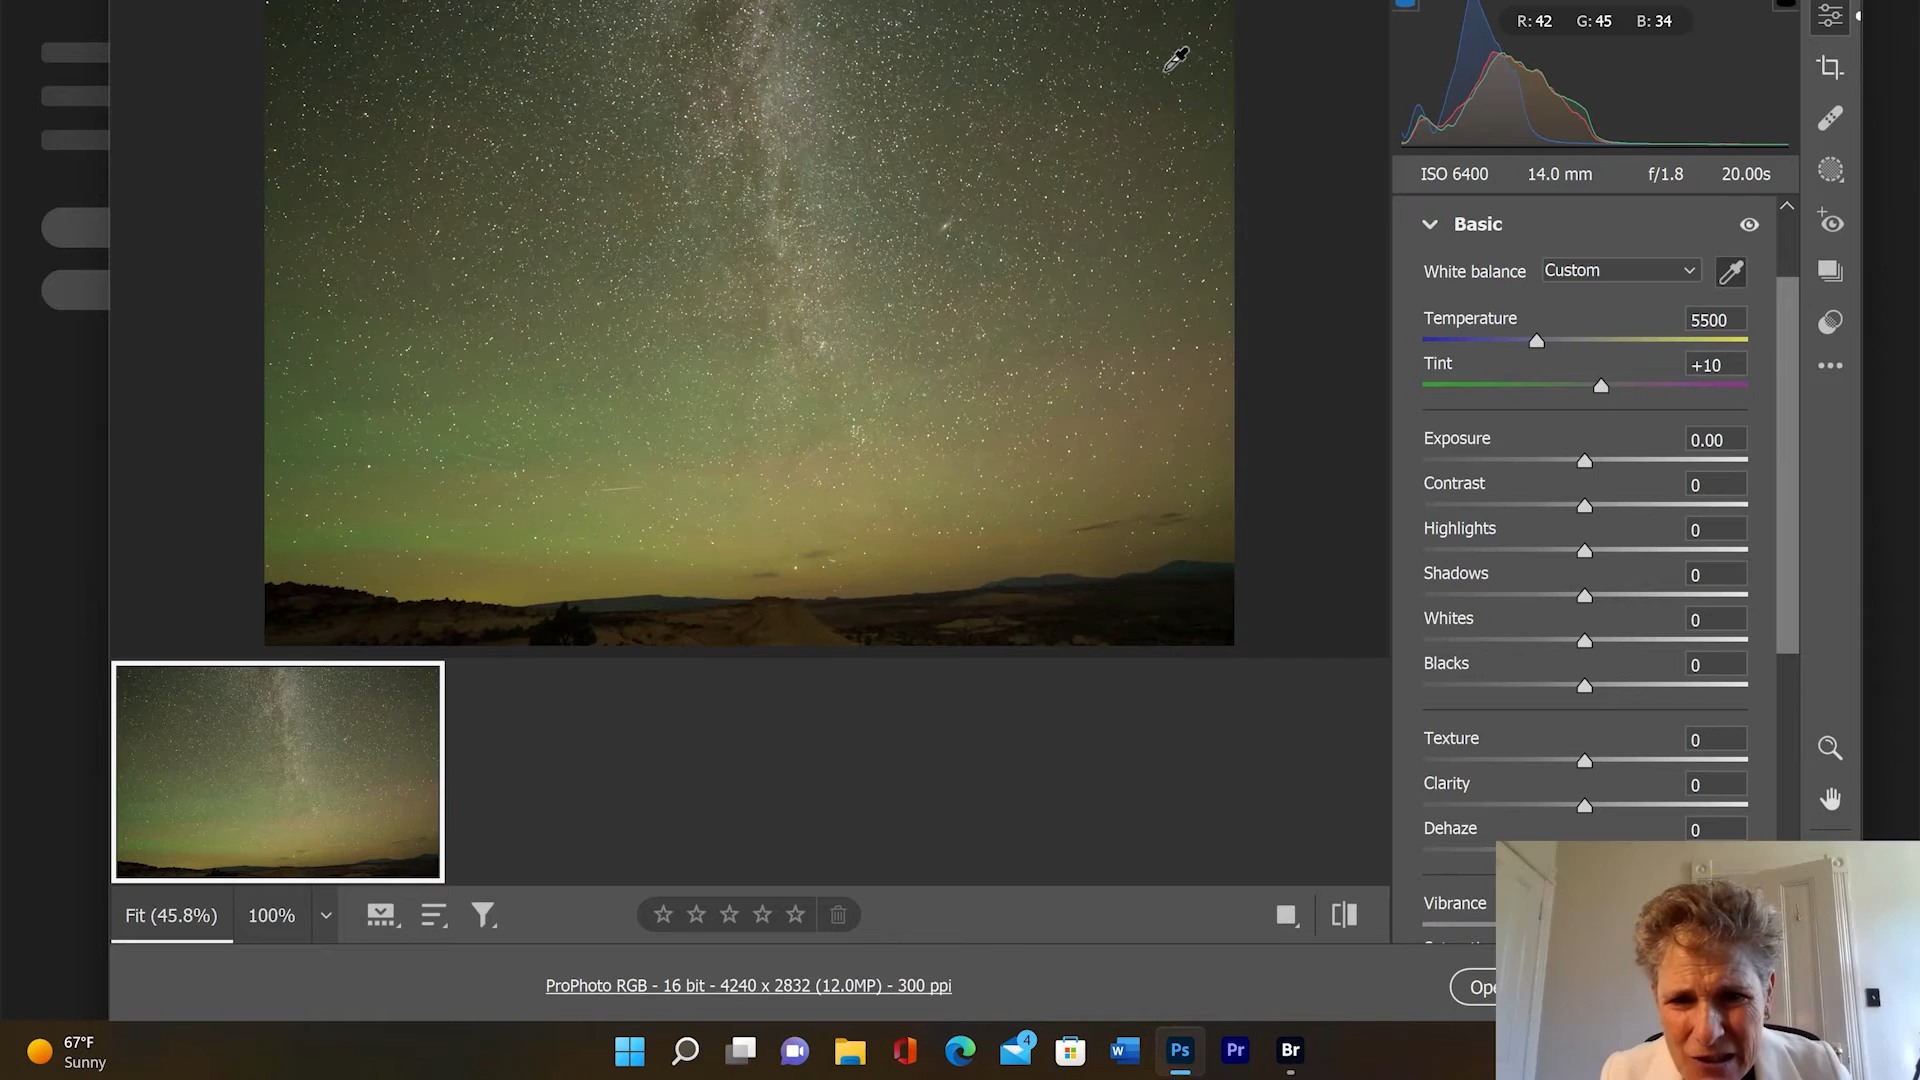 R: 42 G: 45 B: 34
ISO 6400 14.0 mm f/1.8 20.00s
Basic
White balance Custom
Temperature 5500
Tint +10
Exposure 0.00
Contrast 0
Highlights 0
Shadows 0
Whites 0
Blacks 0
Texture 0
Clarity 0
Dehaze 0
Vibrance
Fit (45.8%) 100%
ProPhoto RGB - 16 bit - 4240 x 2832 (12.0MP) - 300 ppi
Ope
67°F
Sunny
4
W
Ps
Pr
Br